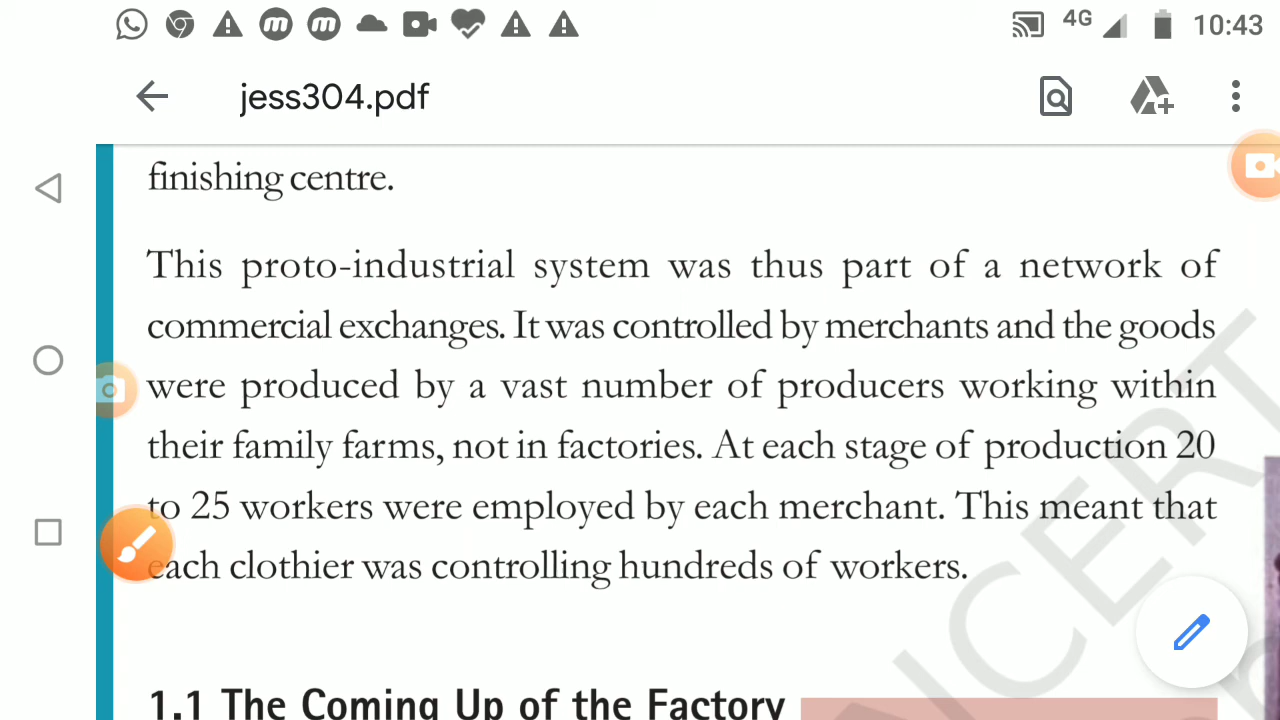 4G 10:43
jess304.pdf
finishing centre.
This proto-industrial system was thus part of a network of
commercial exchanges. It was controlled by merchants and the goods
were produced by a vast number of producers working within
their family farms, not in factories. At each stage of production 20
to 25 workers were employed by each merchant. This meant that
each clothier was controlling hundreds of workers.
1.1 The Coming Up of the Factory
NCERT